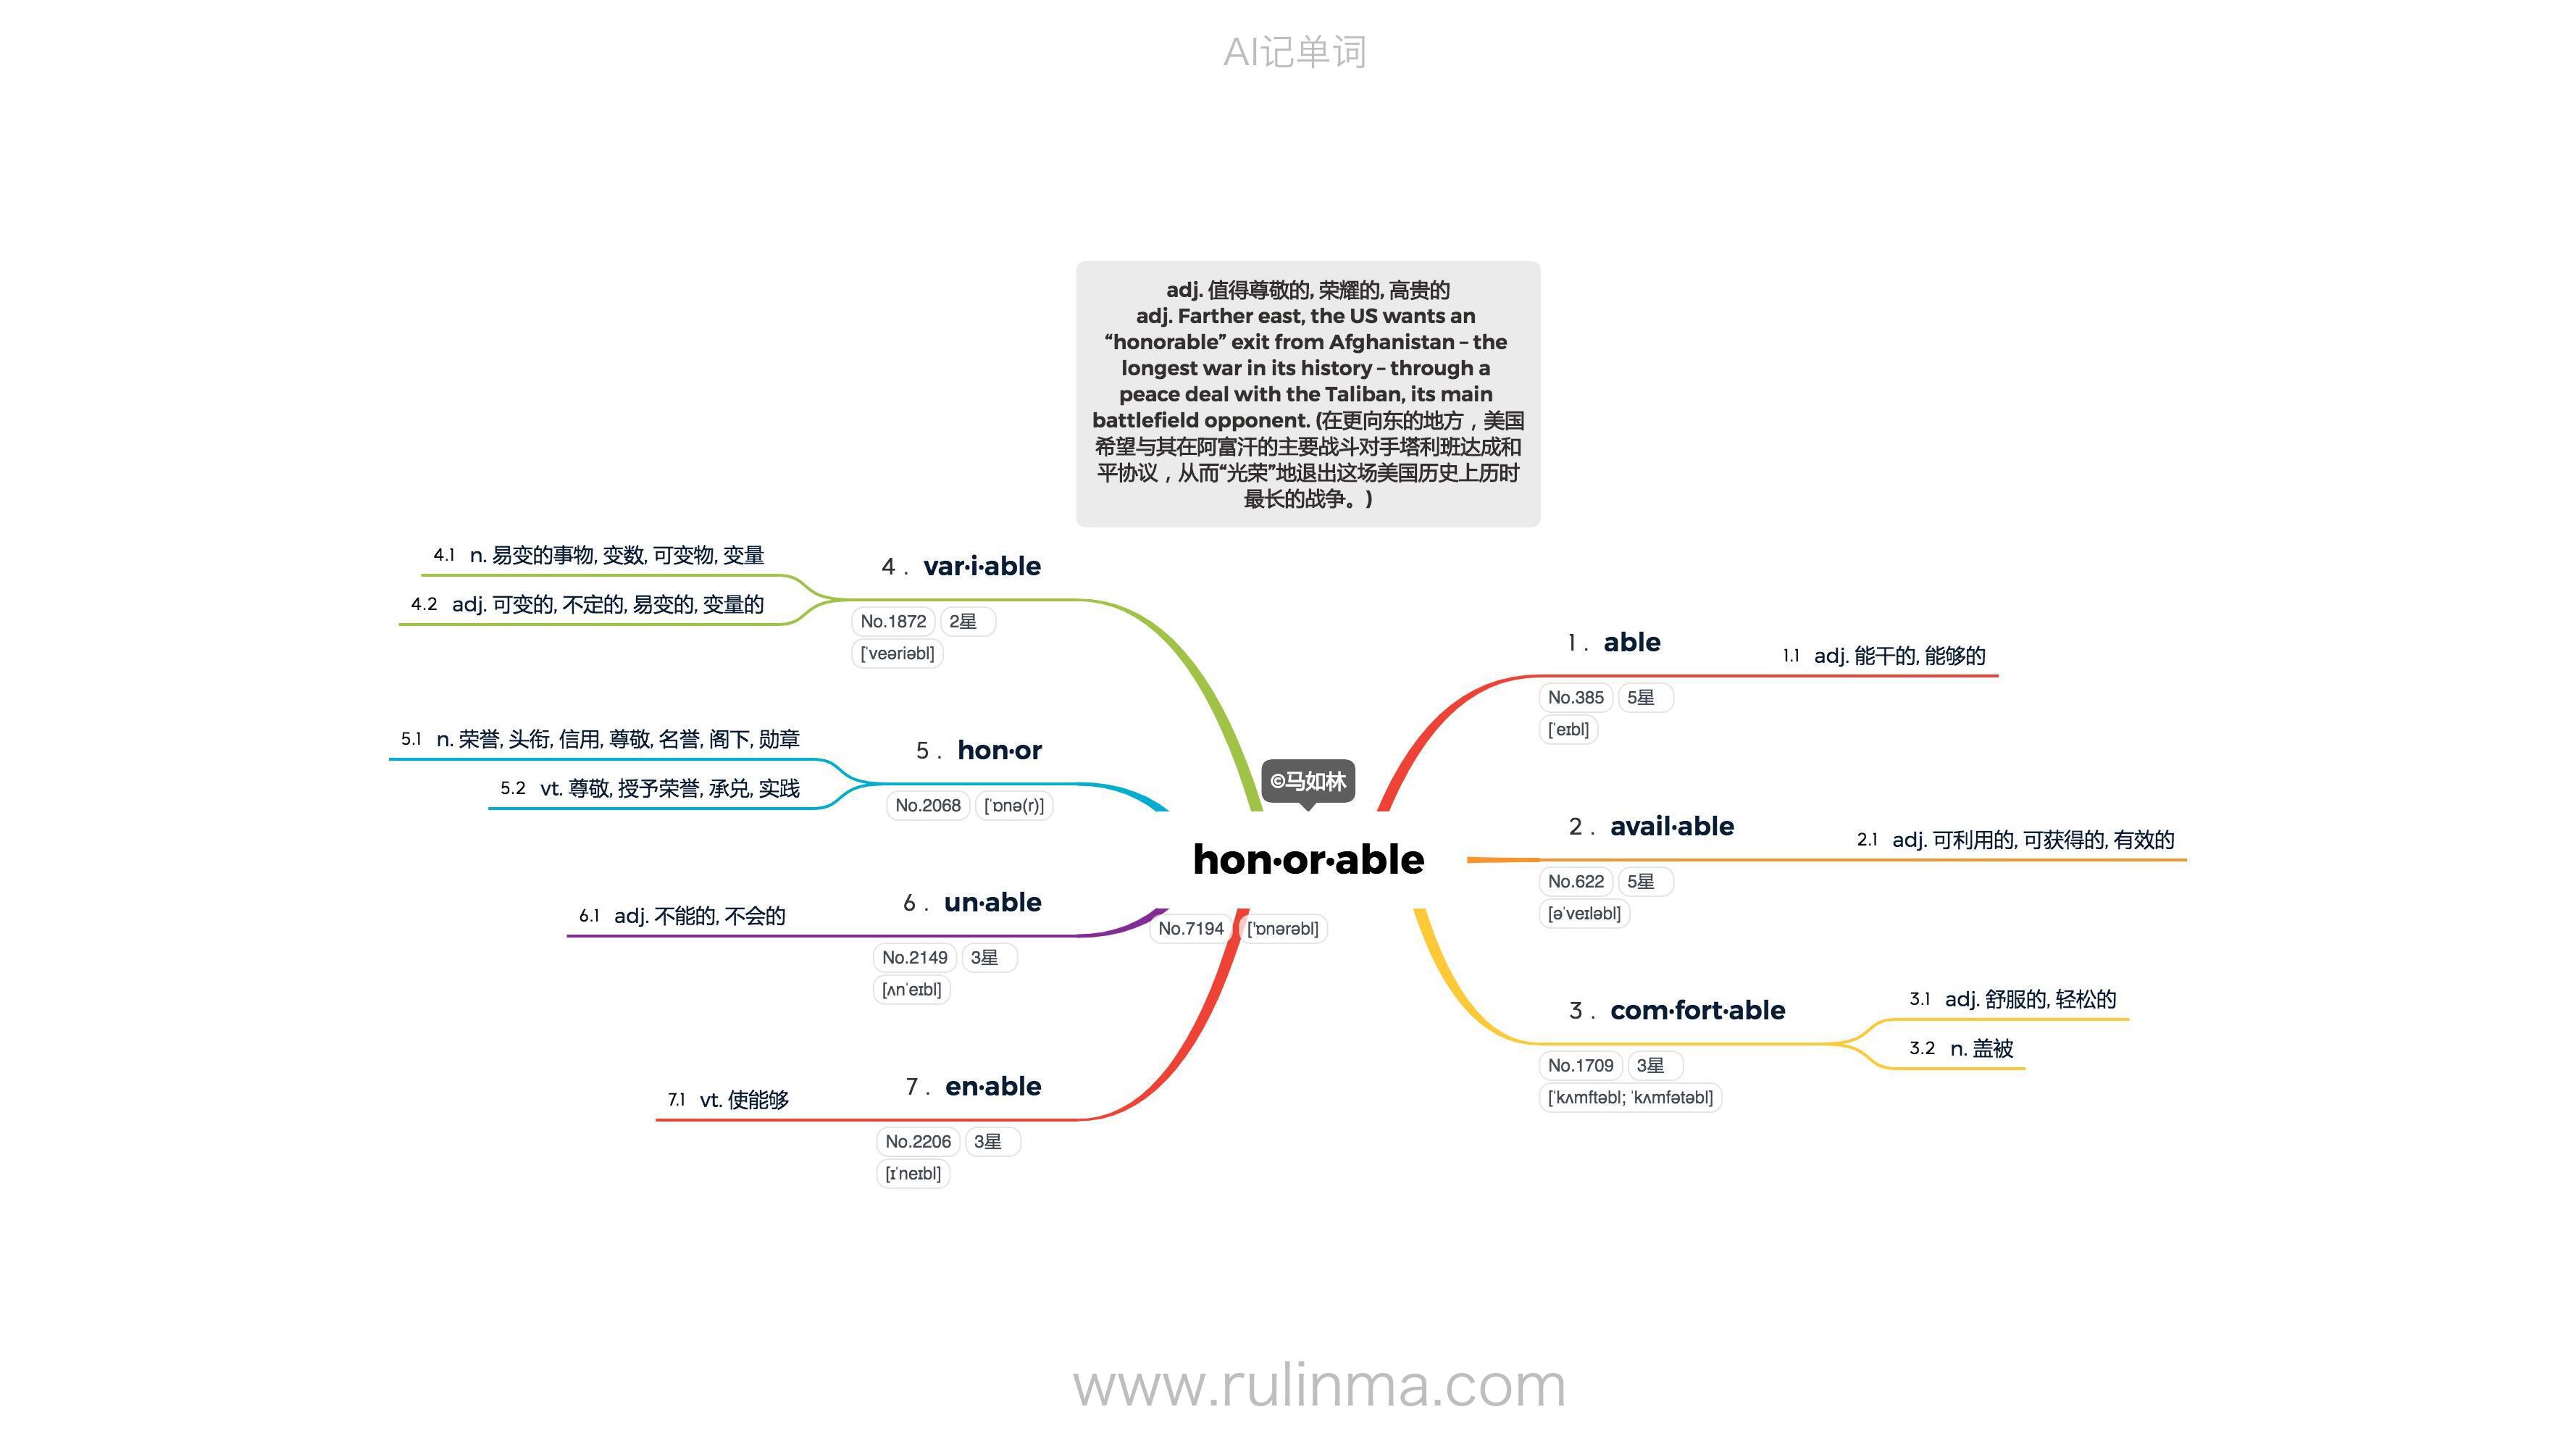 AI记单词
adj. 值得尊敬的, 荣耀的, 高贵的
adj. Farther east, the US wants an
“honorable” exit from Afghanistan – the
longest war in its history – through a
peace deal with the Taliban, its main
battlefield opponent. (在更向东的地方，美国
希望与其在阿富汗的主要战斗对手塔利班达成和
平协议，从而“光荣”地退出这场美国历史上历时
最长的战争。)
©马如林
hon·or·able
No.7194 [ˈɒnərəbl]
1 . able
No.385 5星
[ˈeɪbl]
1.1 adj. 能干的, 能够的
2 . avail·able
No.622 5星
[əˈveɪləbl]
2.1 adj. 可利用的, 可获得的, 有效的
3 . com·fort·able
No.1709 3星
[ˈkʌmftəbl; ˈkʌmfətəbl]
3.1 adj. 舒服的, 轻松的
3.2 n. 盖被
4 . var·i·able
No.1872 2星
[ˈveəriəbl]
4.1 n. 易变的事物, 变数, 可变物, 变量
4.2 adj. 可变的, 不定的, 易变的, 变量的
5 . hon·or
No.2068 [ˈɒnə(r)]
5.1 n. 荣誉, 头衔, 信用, 尊敬, 名誉, 阁下, 勋章
5.2 vt. 尊敬, 授予荣誉, 承兑, 实践
6 . un·able
No.2149 3星
[ʌnˈeɪbl]
6.1 adj. 不能的, 不会的
7 . en·able
No.2206 3星
[ɪˈneɪbl]
7.1 vt. 使能够
www.rulinma.com